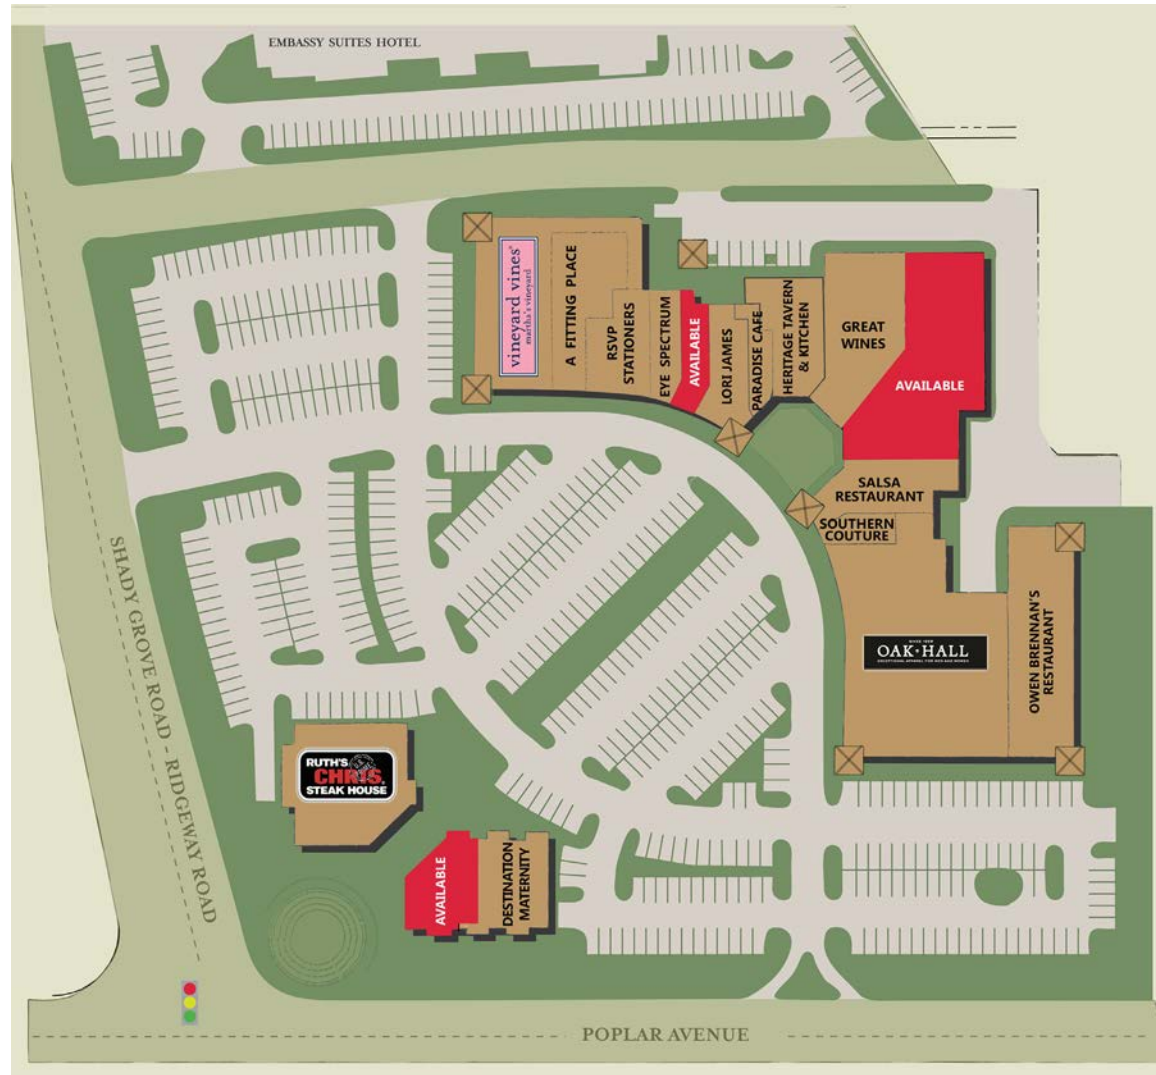 EMBASSY SUITES HOTEL
vineyard vines®
martha's vineyard
A FITTING PLACE
RSVP
STATIONERS
EYE SPECTRUM
AVAILABLE
LORI JAMES
PARADISE CAFE
HERITAGE TAVERN
& KITCHEN
GREAT
WINES
AVAILABLE
SALSA
RESTAURANT
SOUTHERN
COUTURE
OAK•HALL
OWEN BRENNAN'S
RESTAURANT
SHADY GROVE ROAD - RIDGEWAY ROAD
RUTH'S
CHRIS
STEAK HOUSE
AVAILABLE
DESTINATION
MATERNITY
POPLAR AVENUE